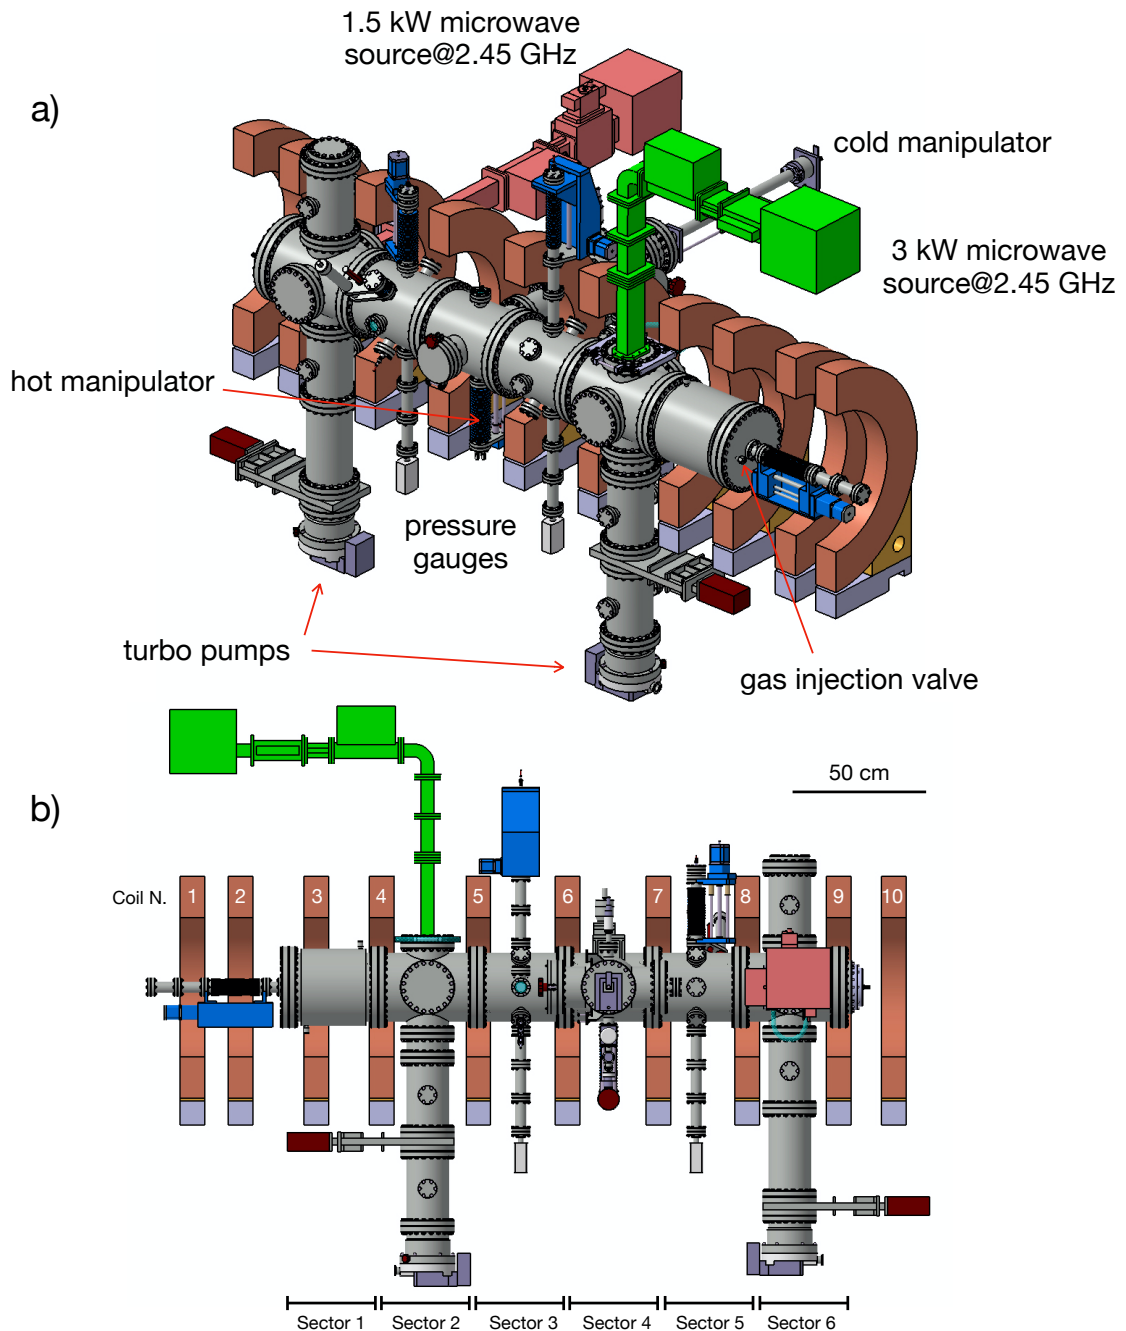 1.5 kW microwave
source@2.45 GHz
a)
cold manipulator
3 kW microwave
source@2.45 GHz
hot manipulator
pressure
gauges
turbo pumps
gas injection valve
50 cm
b)
Coil N.
1 2 3 4 5 6 7 8 9 10
Sector 1 Sector 2 Sector 3 Sector 4 Sector 5 Sector 6